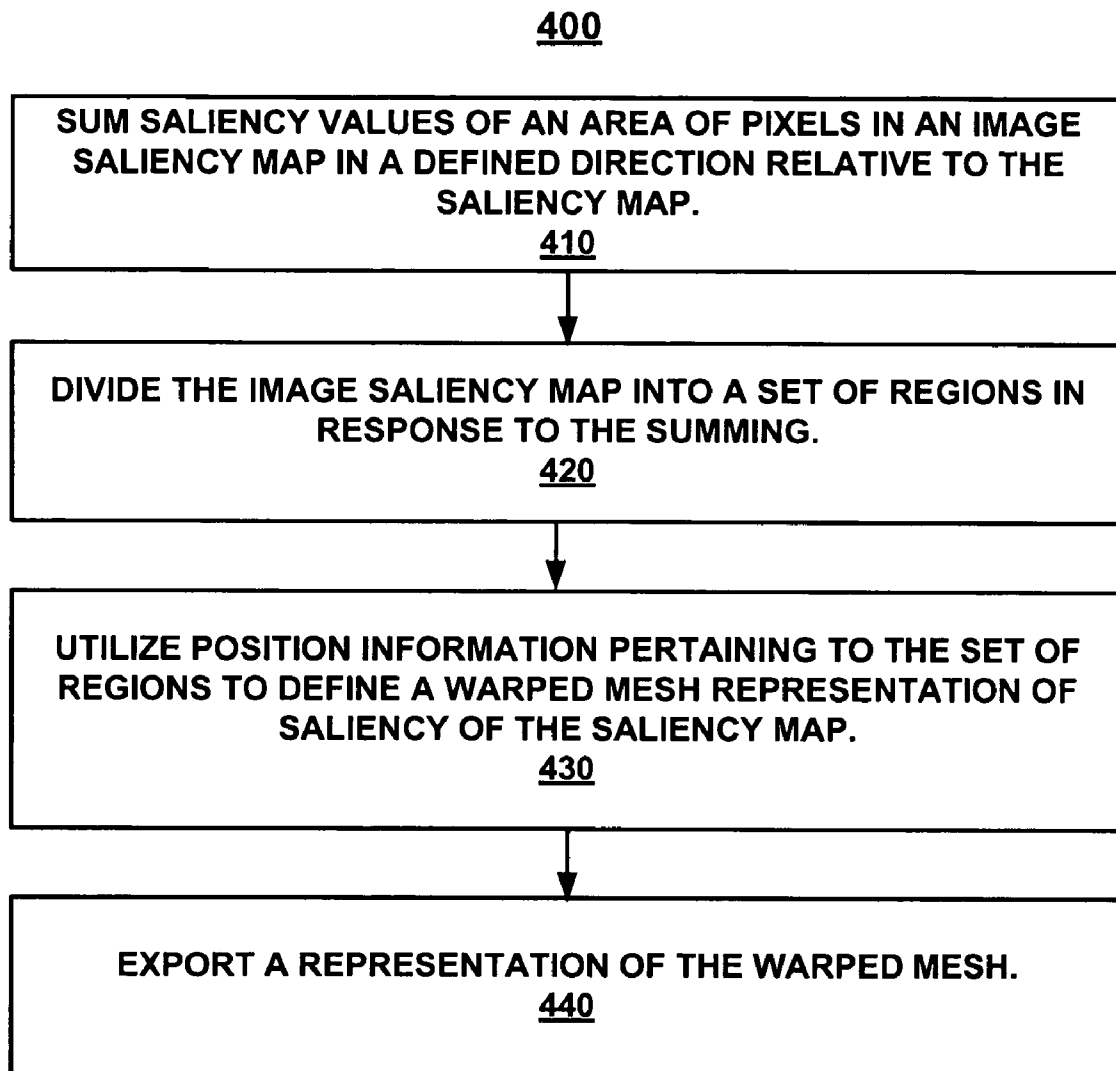 400
SUM SALIENCY VALUES OF AN AREA OF PIXELS IN AN IMAGE
SALIENCY MAP IN A DEFINED DIRECTION RELATIVE TO THE
SALIENCY MAP.
410
DIVIDE THE IMAGE SALIENCY MAP INTO A SET OF REGIONS IN
RESPONSE TO THE SUMMING.
420
UTILIZE POSITION INFORMATION PERTAINING TO THE SET OF
REGIONS TO DEFINE A WARPED MESH REPRESENTATION OF
SALIENCY OF THE SALIENCY MAP.
430
EXPORT A REPRESENTATION OF THE WARPED MESH.
440